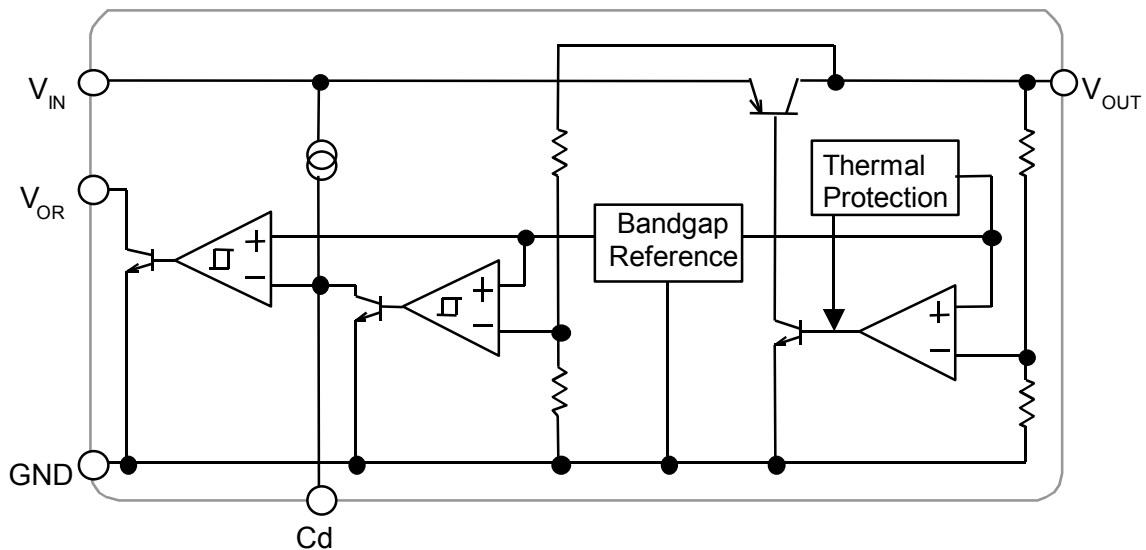 V_IN
V_OUT
Thermal
Protection
V_OR
Bandgap
Reference
+
−
+
−
+
−
GND
Cd